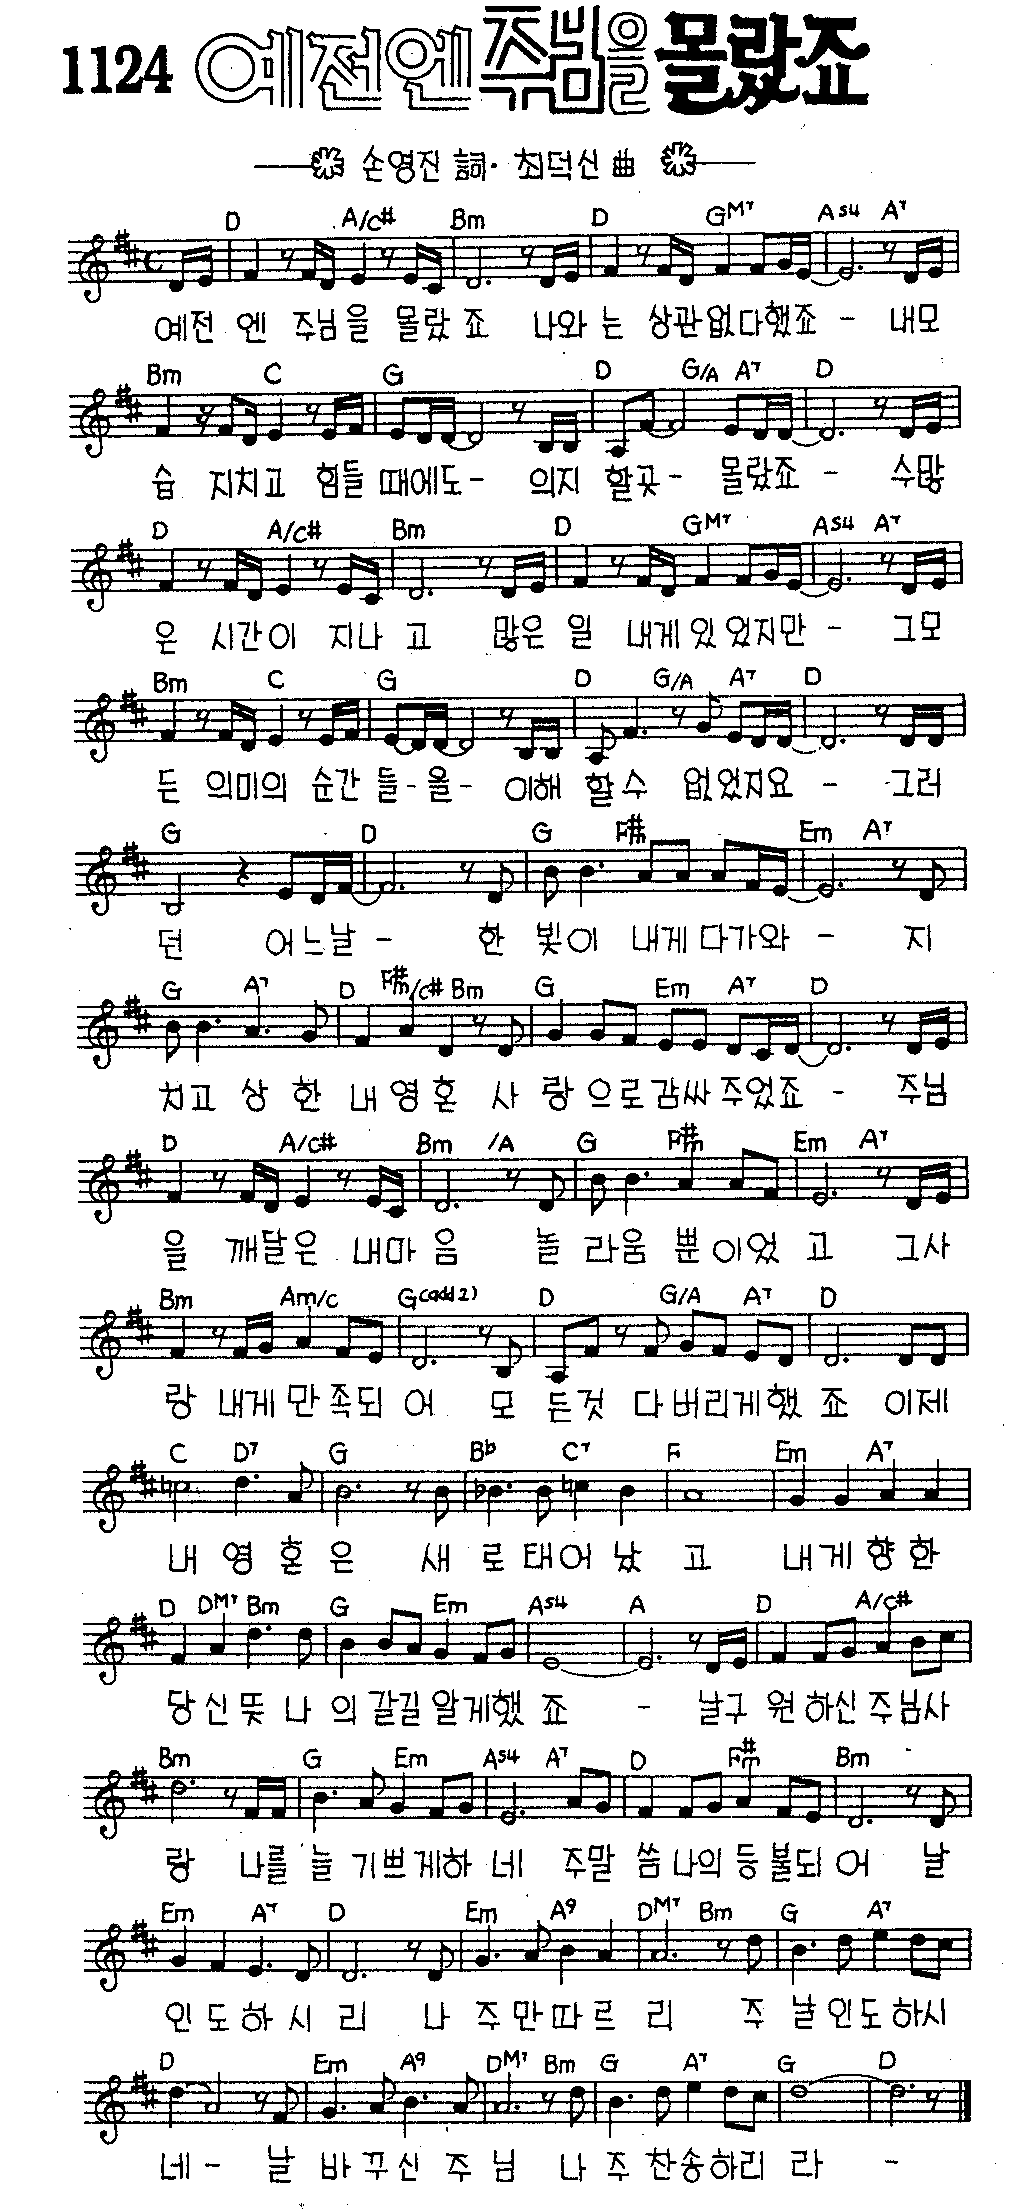 1124 예전엔 주님을 몰랐죠
손영진 詞· 최덕신 曲
D A/C# Bm D GM7 Asu4 A7
예전 엔 주님을 몰랐 죠 나와 는 상관없다했죠 - 내모
Bm C G D G/A A7 D
습 지치고 힘들 때에도- 의지 할곳- 몰랐죠 - 수많
D A/C# Bm D GM7 Asu4 A7
은 시간이 지나 고 많은 일 내게있었지만 - 그모
Bm C G D G/A A7 D
든 의미의 순간 들-을- 이해 할수 없었지요 - 그러
G D G F#m Em A7
던 어느날 - 한 빛이 내게 다가와 - 지
G A7 D F#m/C# Bm G Em A7 D
치고 상 한 내 영 혼 사 랑으로감싸 주었죠 - 주님
D A/C# Bm /A G F#m Em A7
을 깨달은 내마 음 놀 라움 뿐이었 고 그사
Bm Am/C G(add2) D G/A A7 D
랑 내게 만족되 어 모 든것 다버리게했 죠 이제
C D7 G Bb C7 F Em A7
내 영 혼 은 새 로 태어 났 고 내게 향 한
D DM7 Bm G Em Asu4 A D A/C#
당 신 뜻 나 의 갈길 알게했 죠 - 날구 원 하신 주님사
Bm G Em Asu4 A7 D F#m Bm
랑 나를 늘 기쁘게하 네 주말 씀 나의 등불되 어 날
Em A7 D Em A9 DM7 Bm G A7
인 도 하 시 리 나 주 만 따 르 리 주 날 인도 하시
D Em A9 DM7 Bm G A7 G D
네 - 날 바 꾸 신 주 님 나 주 찬 송 하리 라 -